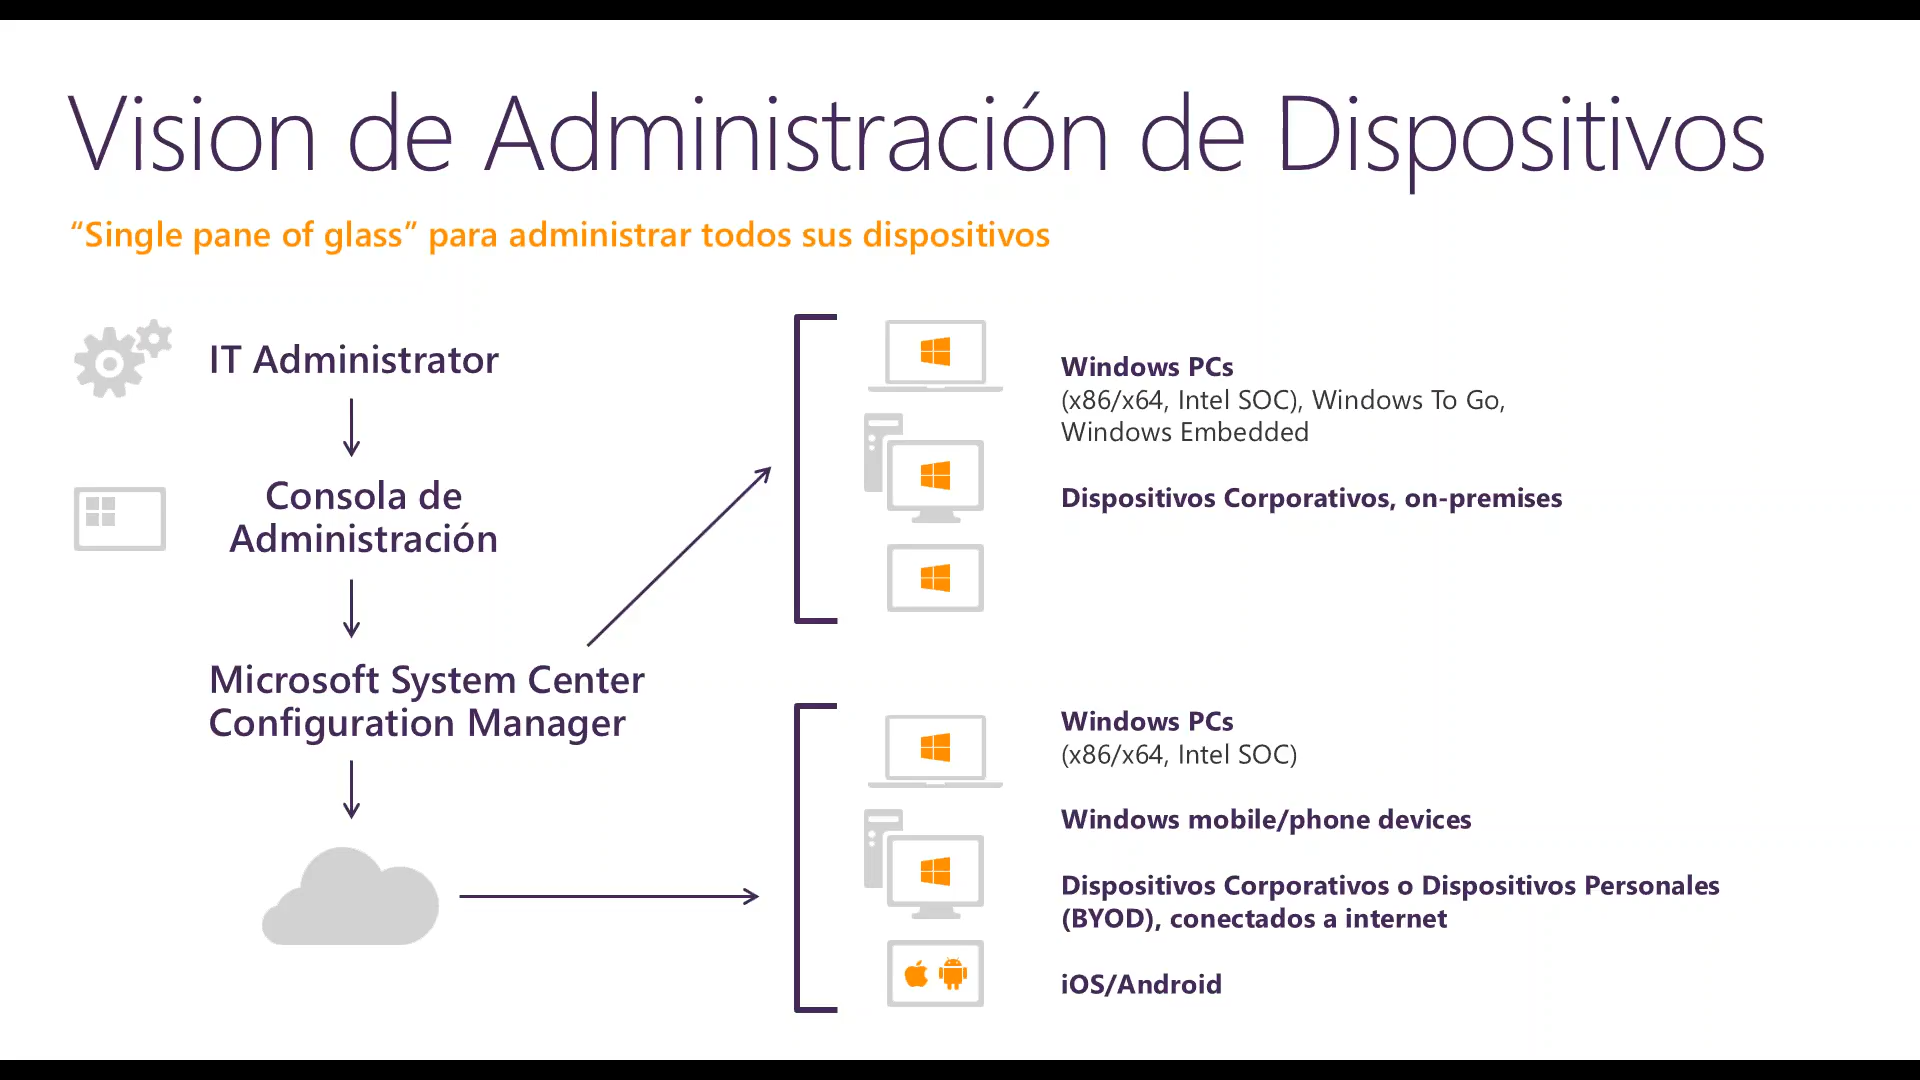 Vision de Administración de Dispositivos
“Single pane of glass” para administrar todos sus dispositivos
IT Administrator
Consola de
Administración
Microsoft System Center
Configuration Manager
Windows PCs
(x86/x64, Intel SOC), Windows To Go,
Windows Embedded
Dispositivos Corporativos, on-premises
Windows PCs
(x86/x64, Intel SOC)
Windows mobile/phone devices
Dispositivos Corporativos o Dispositivos Personales
(BYOD), conectados a internet
iOS/Android